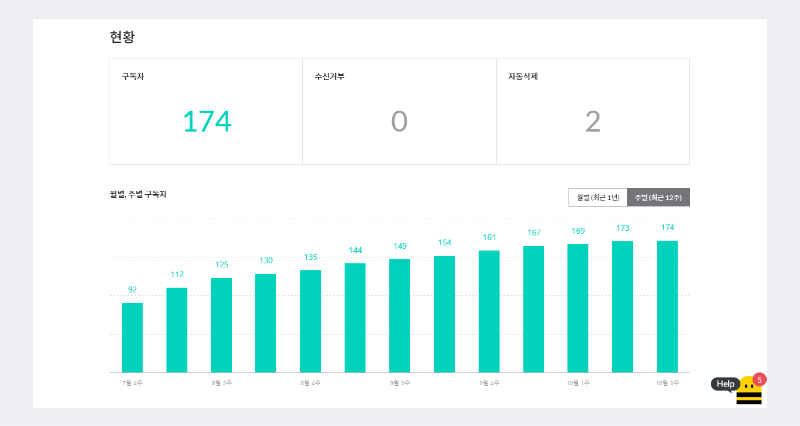 현황
구독자
수신거부
자동삭제
174
0
2
월별, 주별 구독자
월별 (최근 1년)
주별 (최근 12주)
92
112
125
130
135
144
149
154
161
167
169
173
174
7월 4주
8월 2주
8월 4주
9월 2주
9월 4주
10월 1주
10월 3주
Help
5